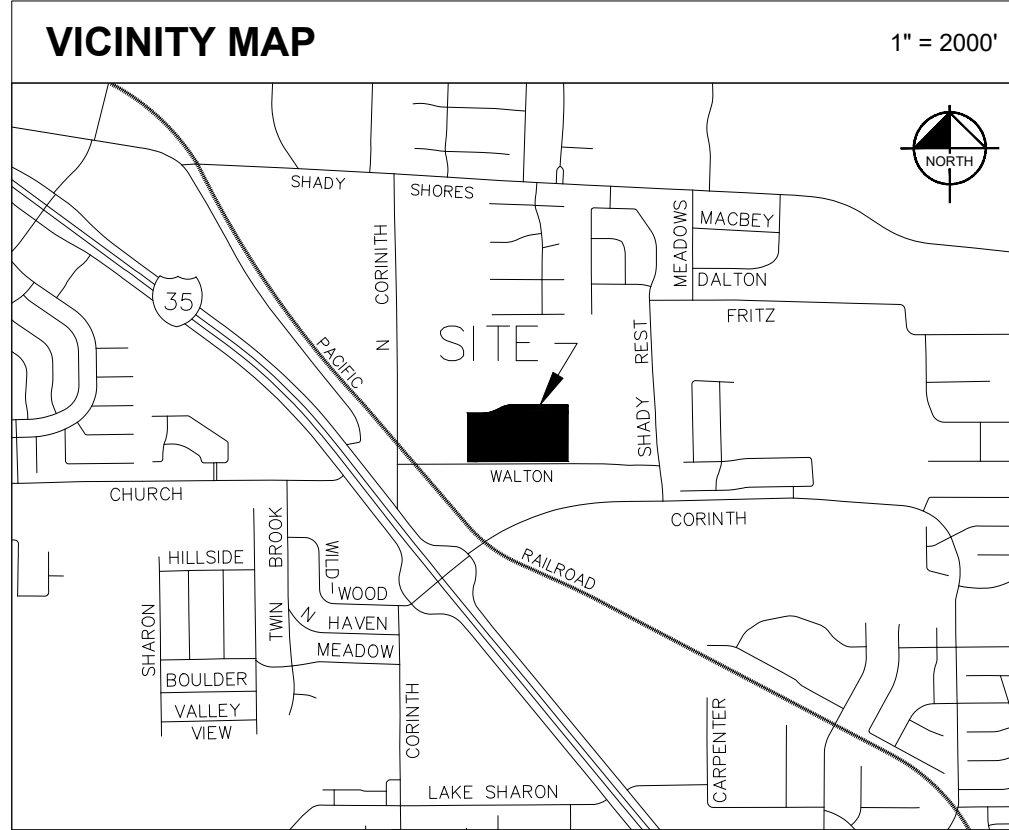 VICINITY MAP
1" = 2000'
NORTH
SHADY
SHORES
MEADOWS
MACBEY
DALTON
N CORINITH
35
FRITZ
PACIFIC
SITE
SHADY REST
WALTON
CHURCH
CORINTH
RAILROAD
HILLSIDE
TWIN BROOK
WILD-
WOOD
N
HAVEN
MEADOW
SHARON
BOULDER
VALLEY
VIEW
CORINTH
CARPENTER
LAKE SHARON